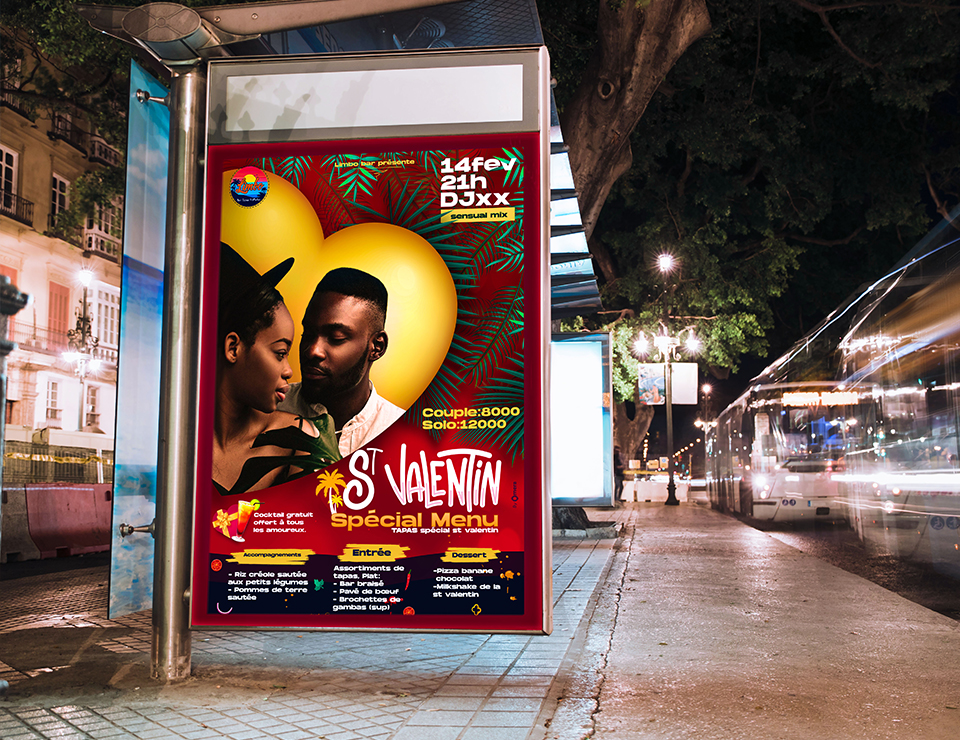 Limbo bar présente
14fev
21h
DJxx
sensual mix
Couple:8000
Solo:12000
ST VALENTIN
Spécial Menu
TAPAS spécial st valentin
Cocktail gratuit
offert à tous
les amoureux.
Accompagnements
- Riz créole sautée
aux petits légumes
- Pommes de terre
sautée
Entrée
Assortiments de
tapas, Plat:
- Bar braisé
- Pavé de bœuf
- Brochettes de
gambas (sup)
Dessert
-Pizza banane
chocolat
-Milkshake de la
st valentin